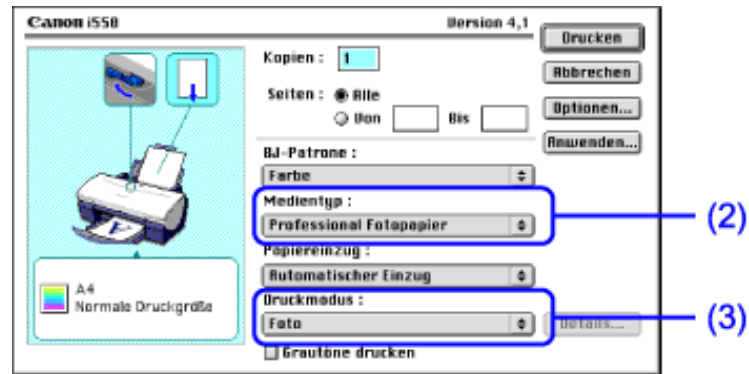 Canon i550 Version 4,1
Drucken
Kopien : 1
Abbrechen
Seiten : Alle
Optionen...
Von Bis
Anwenden...
BJ-Patrone :
Farbe
Medientyp :
Professional Fotopapier
(2)
Papiereinzug :
Automatischer Einzug
A4
Normale Druckgröße
Druckmodus :
Foto
Details...
(3)
Grautöne drucken